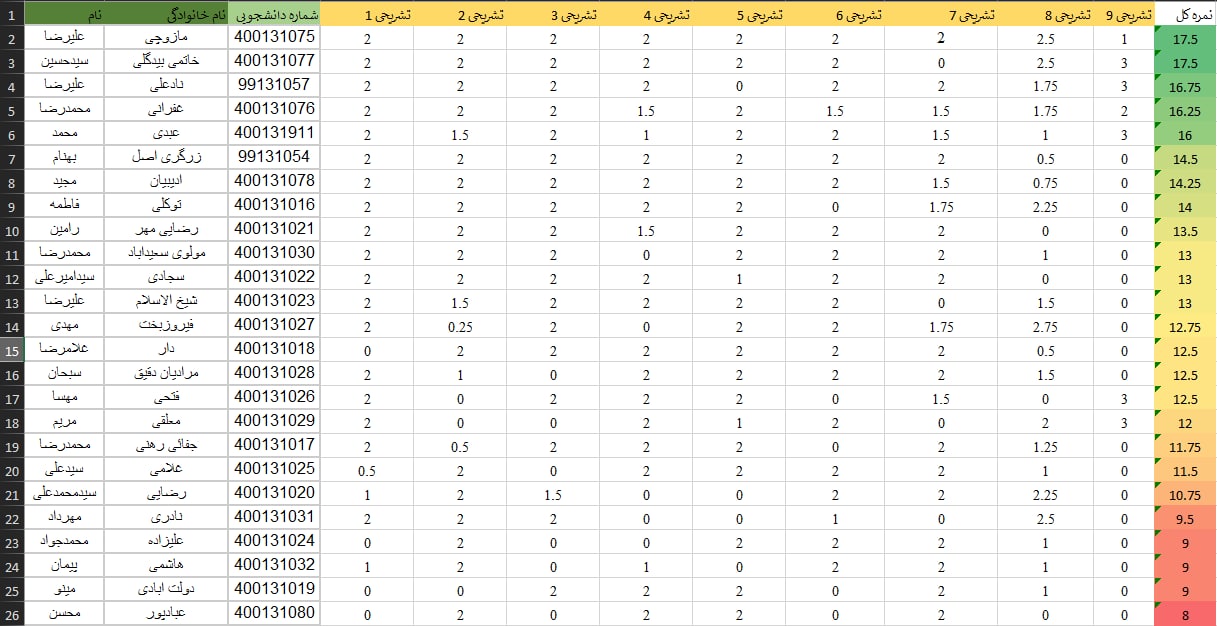 1 نام نام خانوادگی شماره دانشجویی تشریحی 1 تشریحی 2 تشریحی 3 تشریحی 4 تشریحی 5 تشریحی 6 تشریحی 7 تشریحی 8 تشریحی 9 نمره کل
2 علیرضا مازوچی 400131075 2 2 2 2 2 2 2 2.5 1 17.5
3 سیدحسین خاتمی بیدگلی 400131077 2 2 2 2 2 2 0 2.5 3 17.5
4 علیرضا نادعلی 99131057 2 2 2 2 0 2 2 1.75 3 16.75
5 محمدرضا غفرانی 400131076 2 2 2 1.5 2 1.5 1.5 1.75 2 16.25
6 محمد عبدی 400131911 2 1.5 2 1 2 2 1.5 1 3 16
7 بهنام زرگری اصل 99131054 2 2 2 2 2 2 2 0.5 0 14.5
8 مجید ادیبیان 400131078 2 2 2 2 2 2 1.5 0.75 0 14.25
9 فاطمه توکلی 400131016 2 2 2 2 2 0 1.75 2.25 0 14
10 رامین رضایی مهر 400131021 2 2 2 1.5 2 2 2 0 0 13.5
11 محمدرضا مولوی سعیداباد 400131030 2 2 2 0 2 2 2 1 0 13
12 سیدامیرعلی سجادی 400131022 2 2 2 2 1 2 2 0 0 13
13 علیرضا شیخ الاسلام 400131023 2 1.5 2 2 2 2 0 1.5 0 13
14 مهدی فیروزبخت 400131027 2 0.25 2 0 2 2 1.75 2.75 0 12.75
15 غلامرضا دار 400131018 0 2 2 2 2 2 2 0.5 0 12.5
16 سبحان مرادیان دقیق 400131028 2 1 0 2 2 2 2 1.5 0 12.5
17 مهسا فتحی 400131026 2 0 2 2 2 0 1.5 0 3 12.5
18 مریم معلقی 400131029 2 0 0 2 1 2 0 2 3 12
19 محمدرضا جفائی رهنی 400131017 2 0.5 2 2 2 0 2 1.25 0 11.75
20 سیدعلی غلامی 400131025 0.5 2 0 2 2 2 2 1 0 11.5
21 سیدمحمدعلی رضایی 400131020 1 2 1.5 0 0 2 2 2.25 0 10.75
22 مهرداد نادری 400131031 2 2 2 0 0 1 0 2.5 0 9.5
23 محمدجواد علیزاده 400131024 0 2 0 0 2 2 2 1 0 9
24 پیمان هاشمی 400131032 1 2 0 1 0 2 2 1 0 9
25 مینو دولت ابادی 400131019 0 0 2 2 2 0 2 1 0 9
26 محسن عبادپور 400131080 0 2 0 2 2 0 2 0 0 8